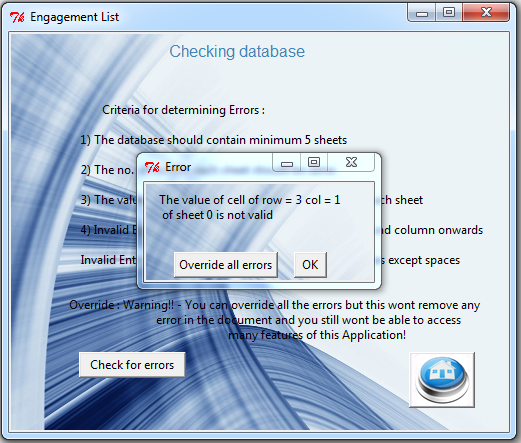 Engagement List
Checking database
Criteria for determining Errors :
1) The database should contain minimum 5 sheets
2) The no.
3) The valu ch sheet
4) Invalid E nd column onwards
Invalid Ent s except spaces
Error
The value of cell of row = 3 col = 1
of sheet 0 is not valid
Override all errors OK
Override : Warning!! - You can override all the errors but this wont remove any
error in the document and you still wont be able to access
many features of this Application!
Check for errors